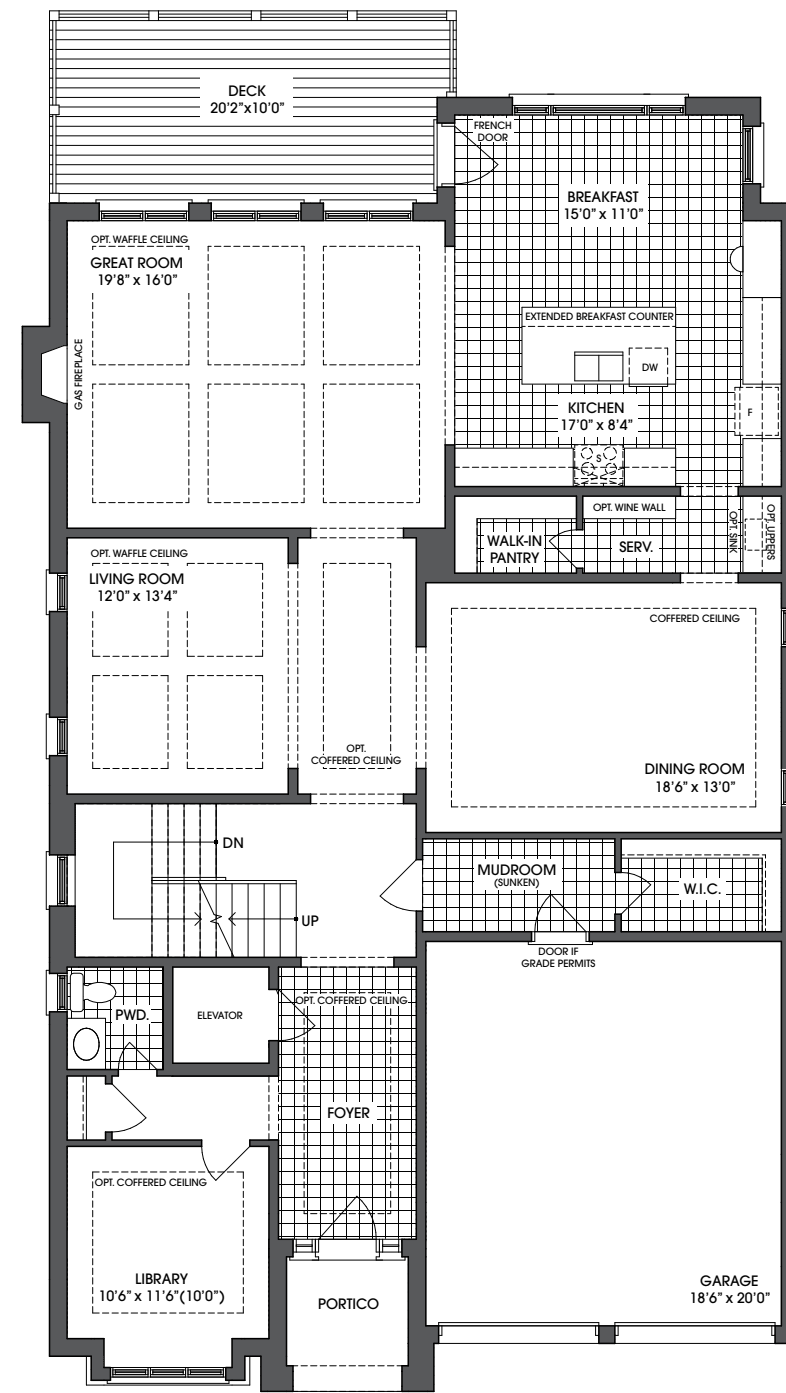 DECK
20'2"x10'0"
FRENCH
DOOR
BREAKFAST
15'0" x 11'0"
OPT. WAFFLE CEILING
GREAT ROOM
19'8" x 16'0"
GAS FIREPLACE
EXTENDED BREAKFAST COUNTER
DW
KITCHEN
17'0" x 8'4"
F
S
OPT. WINE WALL
WALK-IN
PANTRY
SERV.
OPT. SINK
OPT. UPPERS
OPT. WAFFLE CEILING
LIVING ROOM
12'0" x 13'4"
COFFERED CEILING
OPT.
COFFERED CEILING
DINING ROOM
18'6" x 13'0"
DN
UP
MUDROOM
(SUNKEN)
W.I.C.
DOOR IF
GRADE PERMITS
PWD.
ELEVATOR
OPT. COFFERED CEILING
FOYER
OPT. COFFERED CEILING
LIBRARY
10'6" x 11'6"(10'0")
PORTICO
GARAGE
18'6" x 20'0"